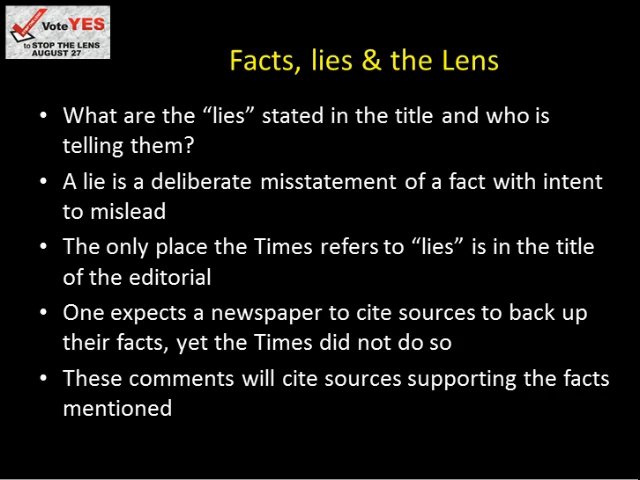 Vote YES
to STOP THE LENS
AUGUST 27
Facts, lies & the Lens
• What are the “lies” stated in the title and who is
telling them?
• A lie is a deliberate misstatement of a fact with intent
to mislead
• The only place the Times refers to “lies” is in the title
of the editorial
• One expects a newspaper to cite sources to back up
their facts, yet the Times did not do so
• These comments will cite sources supporting the facts
mentioned